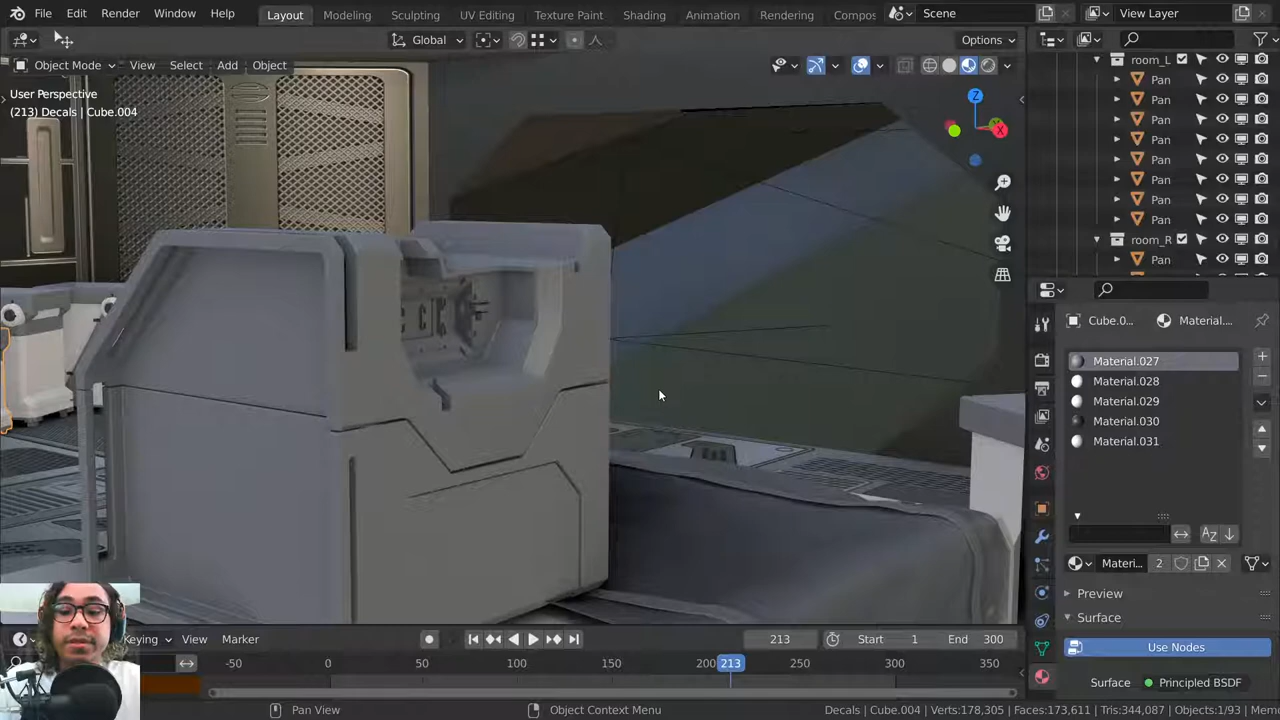 File Edit Render Window Help Layout Modeling Sculpting UV Editing Texture Paint Shading Animation Rendering Compos Scene View Layer
Global Options
Object Mode View Select Add Object
User Perspective
(213) Decals | Cube.004
Z
Y
X
room_L
Pan
Pan
Pan
Pan
Pan
Pan
Pan
Pan
room_R
Pan
Cube.0... Material....
Material.027
Material.028
Material.029
Material.030
Material.031
Materi... 2
Preview
Surface
Use Nodes
Surface Principled BSDF
Keying View Marker 213 Start 1 End 300
-50 0 50 100 150 200 213 250 300 350
Pan View Object Context Menu Decals | Cube.004 | Verts:178,305 | Faces:173,611 | Tris:344,087 | Objects:1/93 | Mem